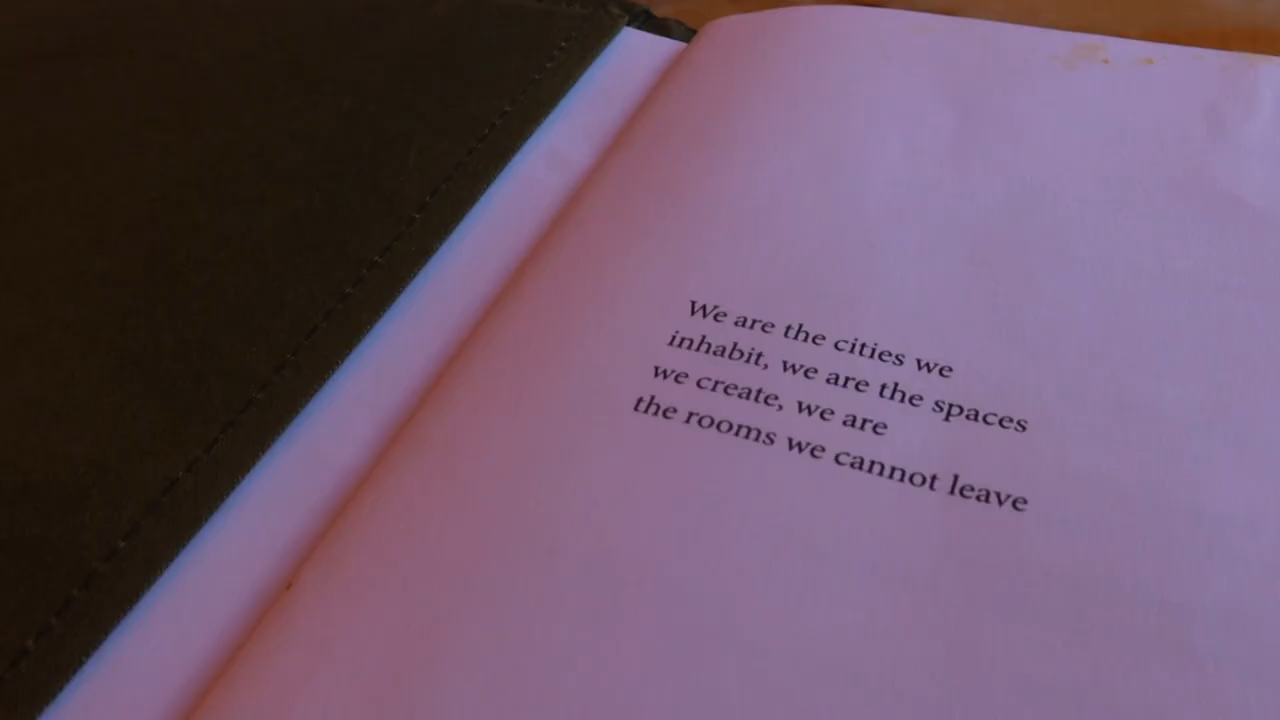 We are the cities we
inhabit, we are the spaces
we create, we are
the rooms we cannot leave